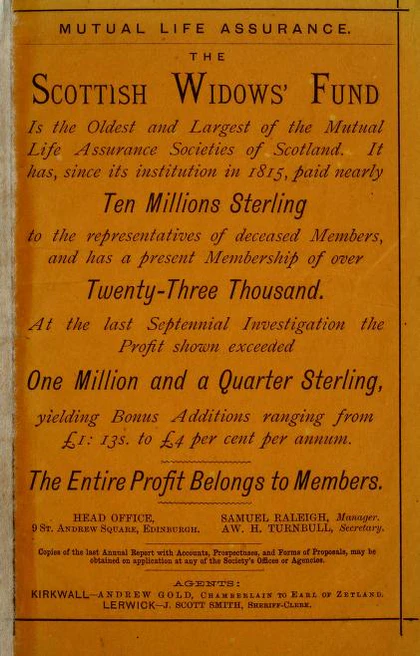 MUTUAL LIFE ASSURANCE.
THE
SCOTTISH WIDOWS' FUND
Is the Oldest and Largest of the Mutual
Life Assurance Societies of Scotland. It
has, since its institution in 1815, paid nearly
Ten Millions Sterling
to the representatives of deceased Members,
and has a present Membership of over
Twenty-Three Thousand.
At the last Septennial Investigation the
Profit shown exceeded
One Million and a Quarter Sterling,
yielding Bonus Additions ranging from
£1: 13s. to £4 per cent per annum.
The Entire Profit Belongs to Members.
HEAD OFFICE, SAMUEL RALEIGH, Manager.
9 ST. ANDREW SQUARE, EDINBURGH. AW. H. TURNBULL, Secretary.
Copies of the last Annual Report with Accounts, Prospectuses, and Forms of Proposals, may be
obtained on application at any of the Society's Offices or Agencies.
AGENTS:
KIRKWALL—ANDREW GOLD, CHAMBERLAIN TO EARL OF ZETLAND.
LERWICK—J. SCOTT SMITH, SHERIFF-CLERK.